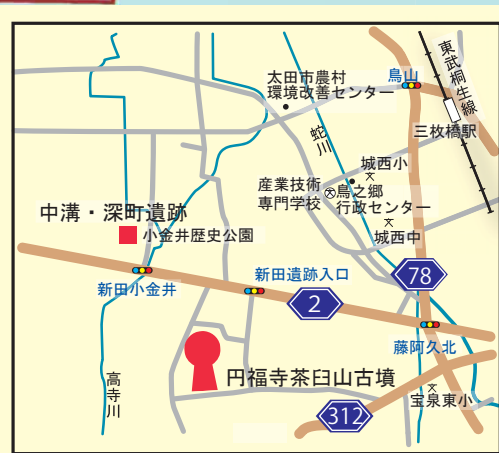 東武桐生線
太田市農村
環境改善センター
鳥山
三枚橋駅
蛇川
城西小
産業技術
専門学校
鳥之郷
行政センター
城西中
中溝・深町遺跡
小金井歴史公園
新田小金井
新田遺跡入口
78
2
藤阿久北
円福寺茶臼山古墳
高寺川
312
宝泉東小